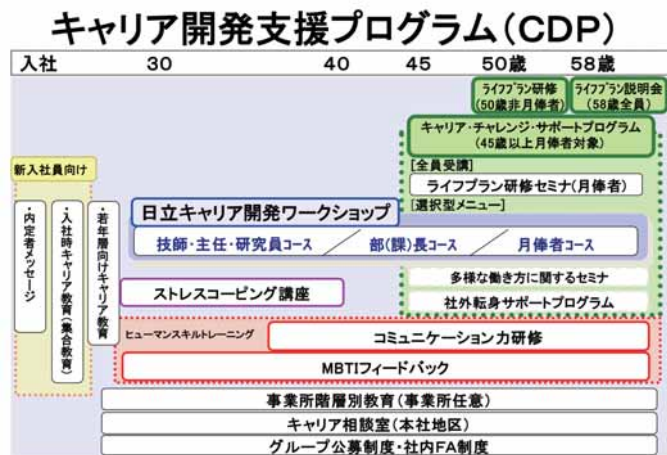 キャリア開発支援プログラム(CDP)
入社 30 40 45 50歳 58歳
ライフプラン研修
(50歳非月俸者)
ライフプラン説明会
(58歳全員)
キャリア・チャレンジ・サポートプログラム
(45歳以上月俸者対象)
新入社員向け
[全員受講]
ライフプラン研修セミナ(月俸者)
[選択型メニュー]
日立キャリア開発ワークショップ
技師・主任・研究員コース／部(課)長コース／月俸者コース
・内定者メッセージ
・入社時キャリア教育(集合教育)
・若年層向けキャリア教育
多様な働き方に関するセミナ
ストレスコーピング講座
社外転身サポートプログラム
ヒューマンスキルトレーニング
コミュニケーション力研修
MBTIフィードバック
事業所階層別教育(事業所任意)
キャリア相談室(本社地区)
グループ公募制度・社内FA制度